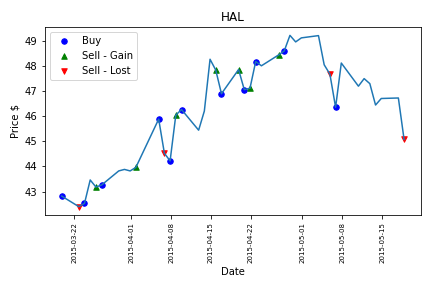 HAL
Buy
Sell - Gain
Sell - Lost
Price $
49
48
47
46
45
44
43
2015-03-22
2015-04-01
2015-04-08
2015-04-15
2015-04-22
2015-05-01
2015-05-08
2015-05-15
Date